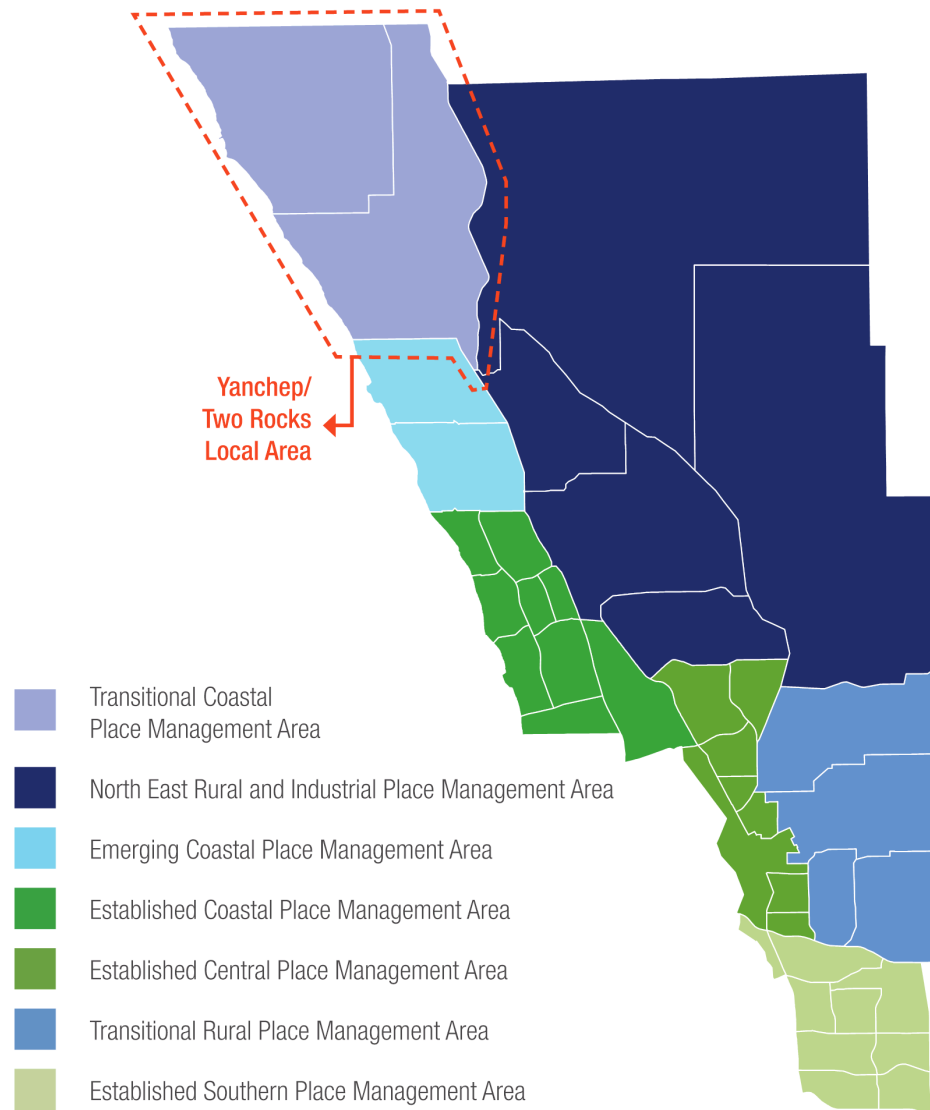 Yanchep/
Two Rocks
Local Area
Transitional Coastal
Place Management Area
North East Rural and Industrial Place Management Area
Emerging Coastal Place Management Area
Established Coastal Place Management Area
Established Central Place Management Area
Transitional Rural Place Management Area
Established Southern Place Management Area